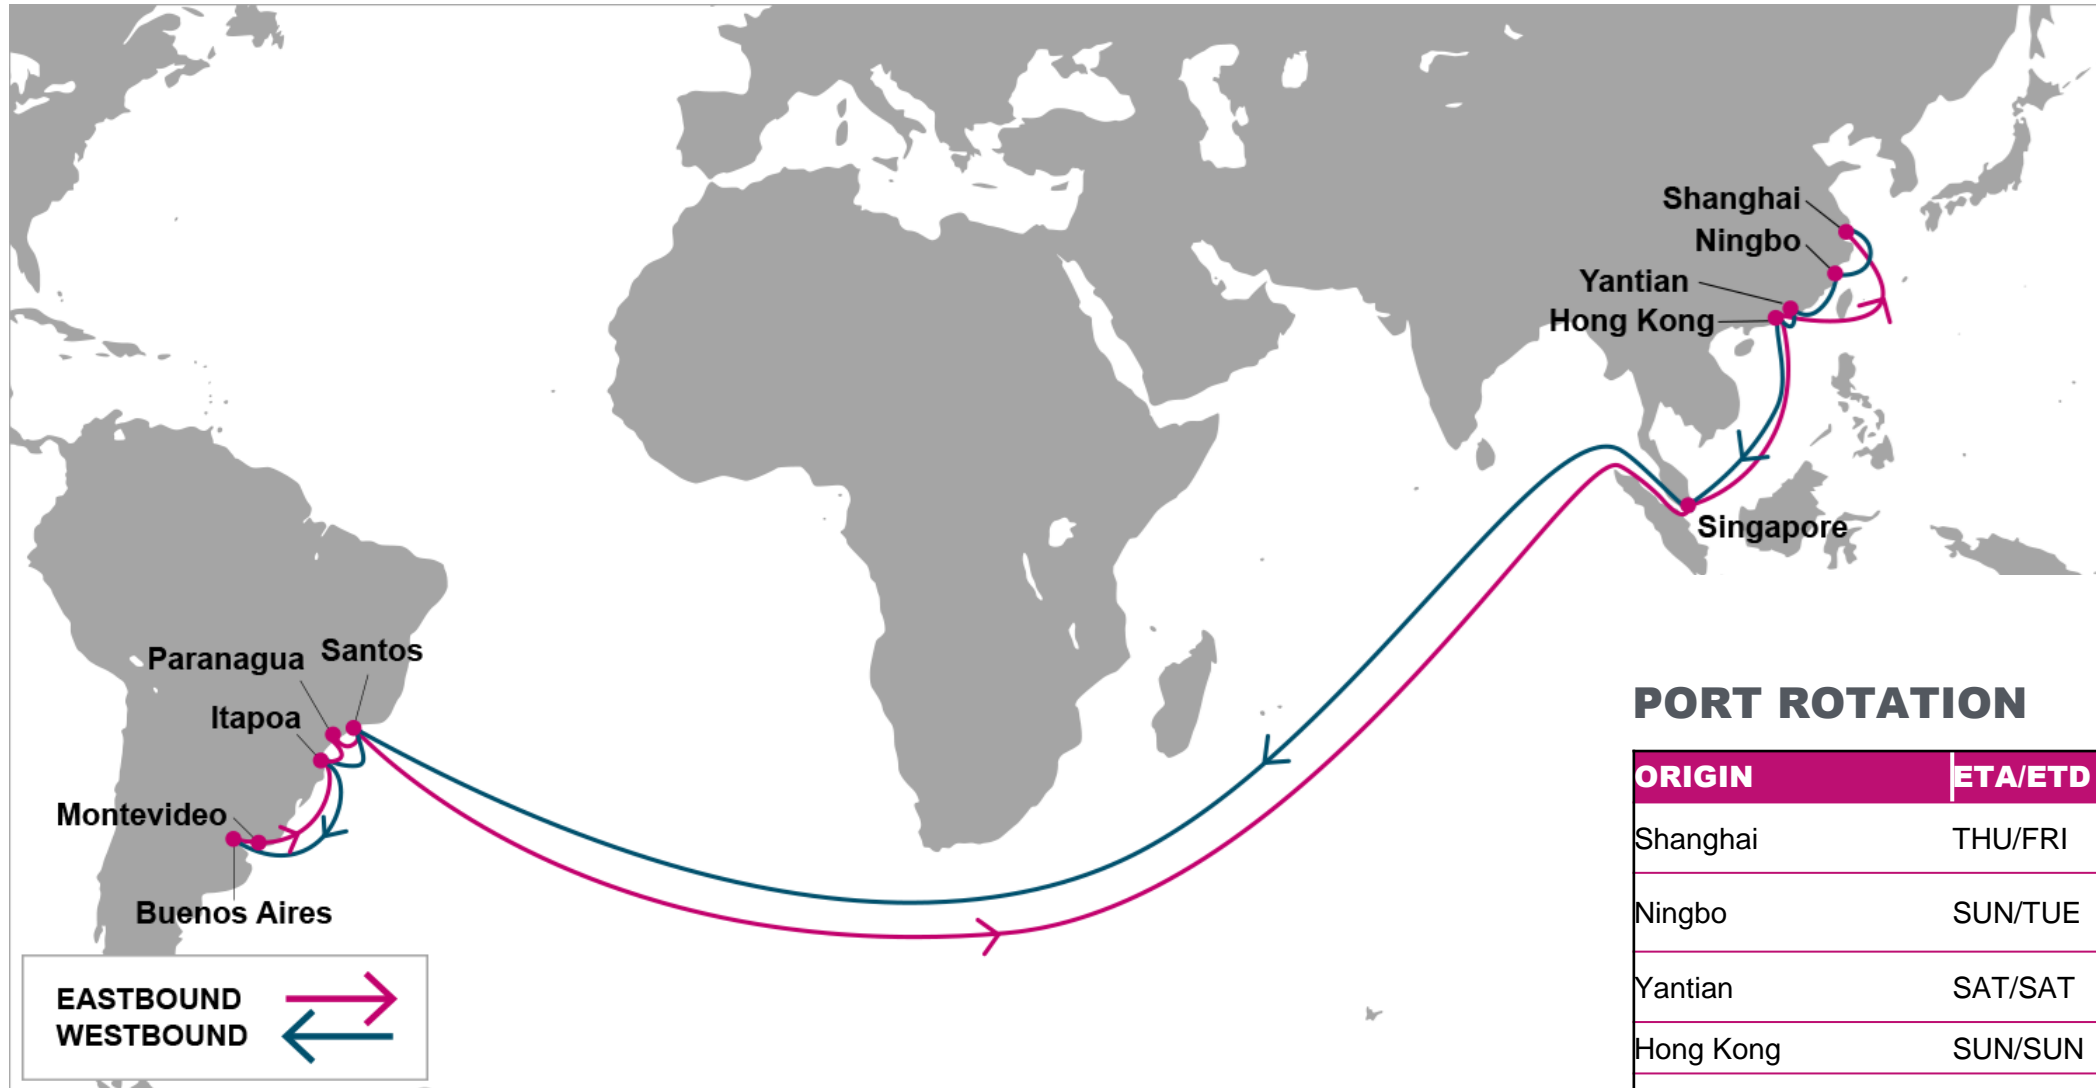 Shanghai
Ningbo
Yantian
Hong Kong
Singapore
Paranagua
Santos
Itapoa
Montevideo
Buenos Aires
EASTBOUND
WESTBOUND
PORT ROTATION
ORIGIN ETA/ETD
Shanghai THU/FRI
Ningbo SUN/TUE
Yantian SAT/SAT
Hong Kong SUN/SUN